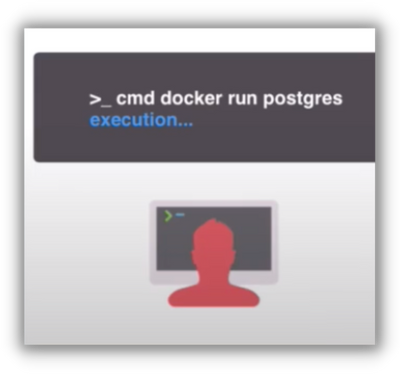 >_ cmd docker run postgres
execution...